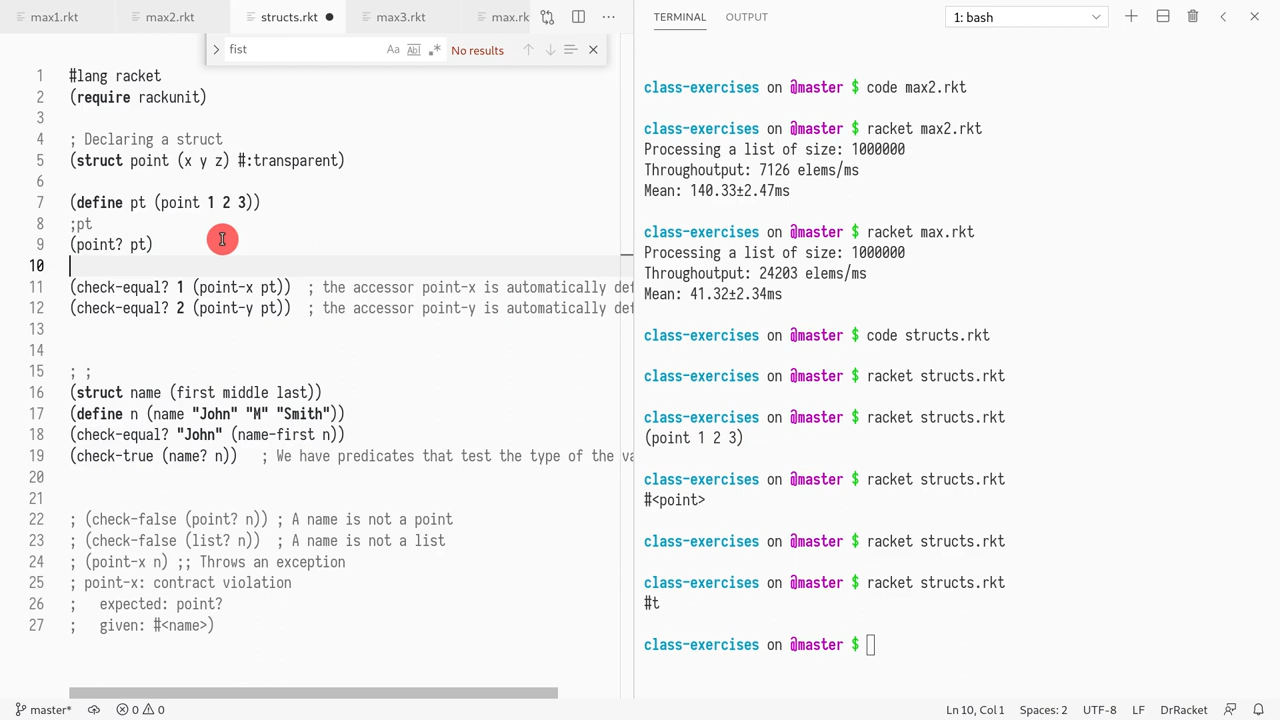 max1.rkt max2.rkt structs.rkt max3.rkt max.rk
fist Aa Abl .* No results
1 #lang racket
2 (require rackunit)
3
4 ; Declaring a struct
5 (struct point (x y z) #:transparent)
6
7 (define pt (point 1 2 3))
8 ;pt
9 (point? pt)
10
11 (check-equal? 1 (point-x pt))  ; the accessor point-x is automatically def
12 (check-equal? 2 (point-y pt))  ; the accessor point-y is automatically def
13
14
15 ; ;
16 (struct name (first middle last))
17 (define n (name "John" "M" "Smith"))
18 (check-equal? "John" (name-first n))
19 (check-true (name? n))   ; We have predicates that test the type of the va
20
21
22 ; (check-false (point? n)) ; A name is not a point
23 ; (check-false (list? n))  ; A name is not a list
24 ; (point-x n) ;; Throws an exception
25 ; point-x: contract violation
26 ;   expected: point?
27 ;   given: #<name>)
TERMINAL OUTPUT 1: bash
class-exercises on @master $ code max2.rkt
class-exercises on @master $ racket max2.rkt
Processing a list of size: 1000000
Throughoutput: 7126 elems/ms
Mean: 140.33±2.47ms
class-exercises on @master $ racket max.rkt
Processing a list of size: 1000000
Throughoutput: 24203 elems/ms
Mean: 41.32±2.34ms
class-exercises on @master $ code structs.rkt
class-exercises on @master $ racket structs.rkt
class-exercises on @master $ racket structs.rkt
(point 1 2 3)
class-exercises on @master $ racket structs.rkt
#<point>
class-exercises on @master $ racket structs.rkt
class-exercises on @master $ racket structs.rkt
#t
class-exercises on @master $
master* 0 0 Ln 10, Col 1 Spaces: 2 UTF-8 LF DrRacket